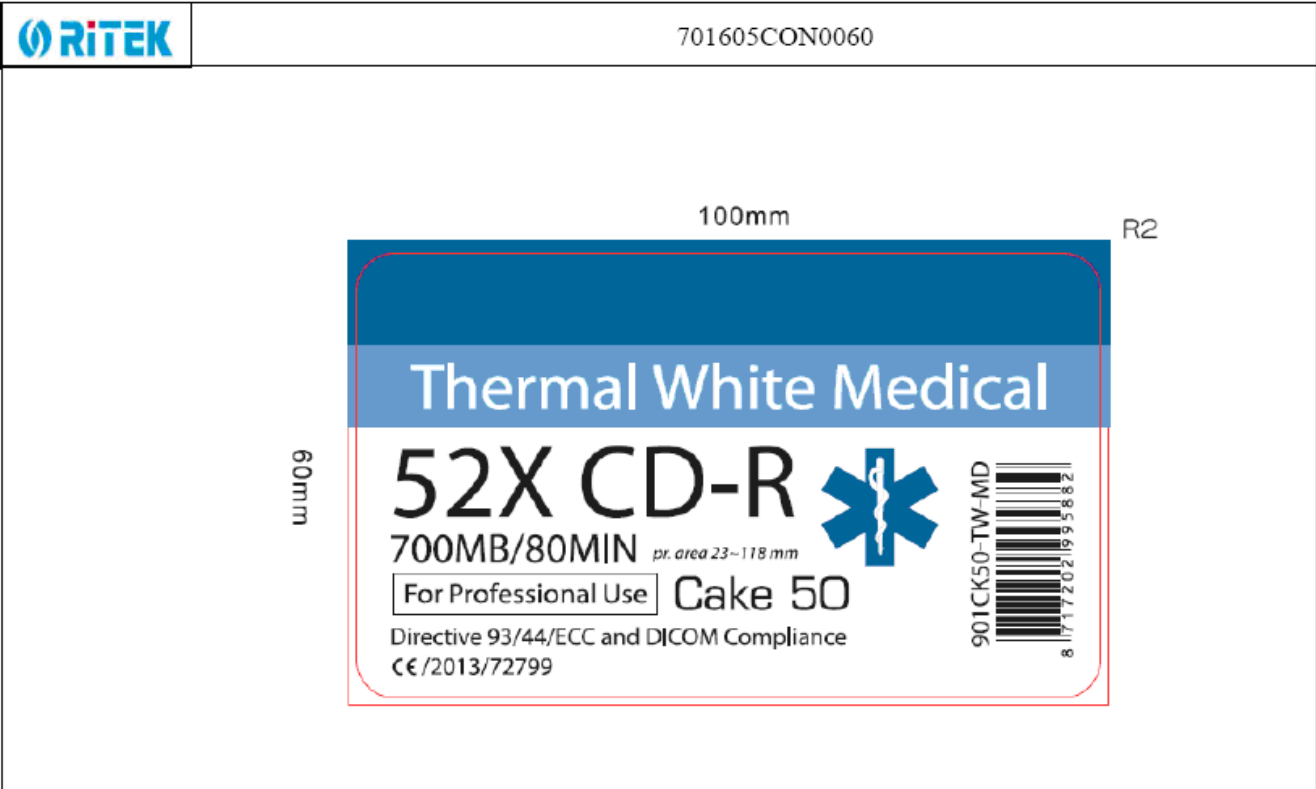 RiTEK
701605CON0060
100mm
R2
60mm
Thermal White Medical
52X CD-R
700MB/80MIN pr. area 23~118 mm
For Professional Use Cake 50
Directive 93/44/ECC and DICOM Compliance
CE/2013/72799
901CK50-TW-MD
8 717202 995882